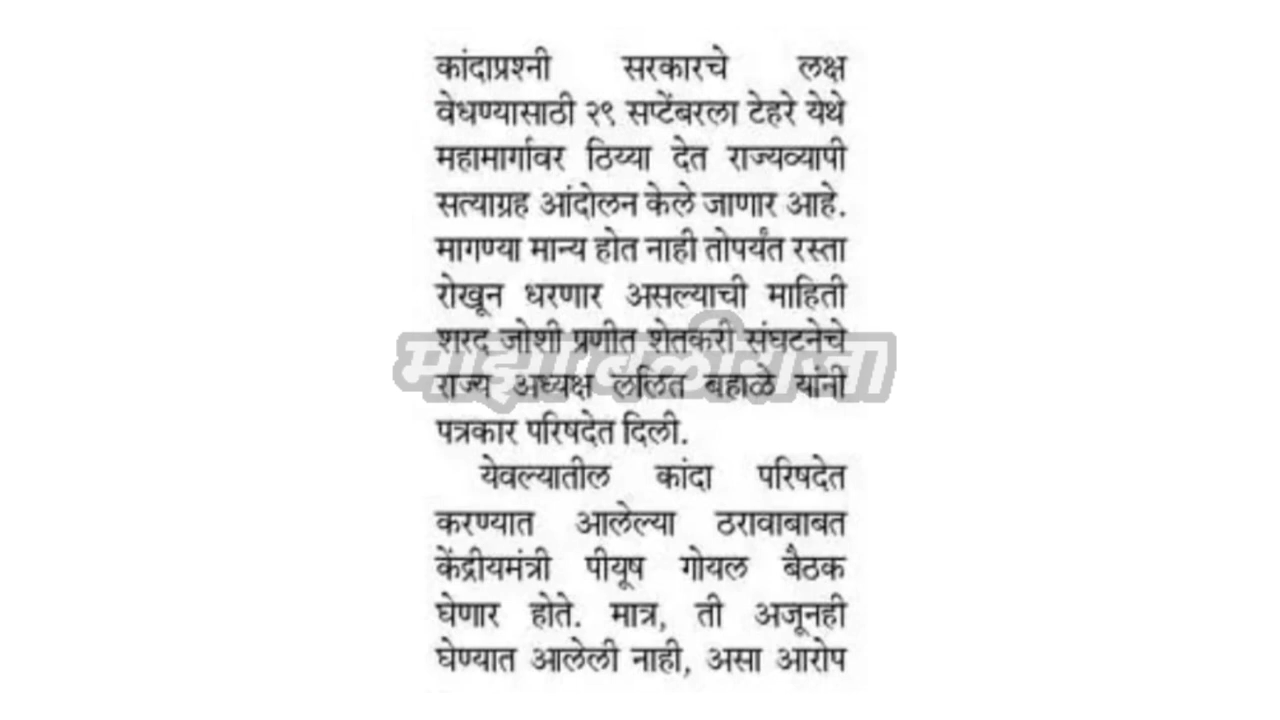 कांदाप्रश्नी सरकारचे लक्ष
वेधण्यासाठी २९ सप्टेंबरला टेहरे येथे
महामार्गावर ठिय्या देत राज्यव्यापी
सत्याग्रह आंदोलन केले जाणार आहे.
मागण्या मान्य होत नाही तोपर्यंत रस्ता
रोखून धरणार असल्याची माहिती
शरद जोशी प्रणीत शेतकरी संघटनेचे
माझा बळीराजा
राज्य अध्यक्ष ललित बहाळे यांनी
पत्रकार परिषदेत दिली.
येवल्यातील कांदा परिषदेत
करण्यात आलेल्या ठरावाबाबत
केंद्रीयमंत्री पीयूष गोयल बैठक
घेणार होते. मात्र, ती अजूनही
घेण्यात आलेली नाही, असा आरोप